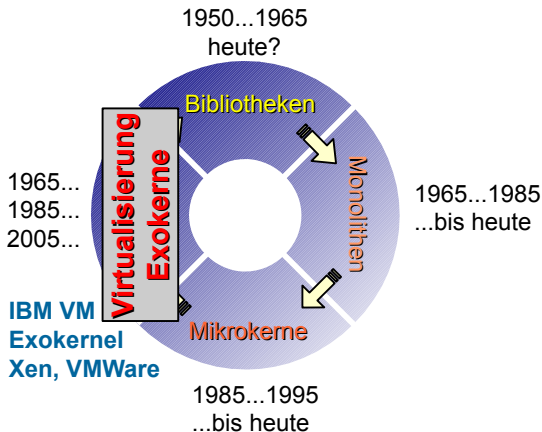 1950...1965
heute?
Bibliotheken
Monolithen
1965...1985
...bis heute
Mikrokerne
1985...1995
...bis heute
Virtualisierung
Exokerne
1965...
1985...
2005...
IBM VM
Exokernel
Xen, VMWare